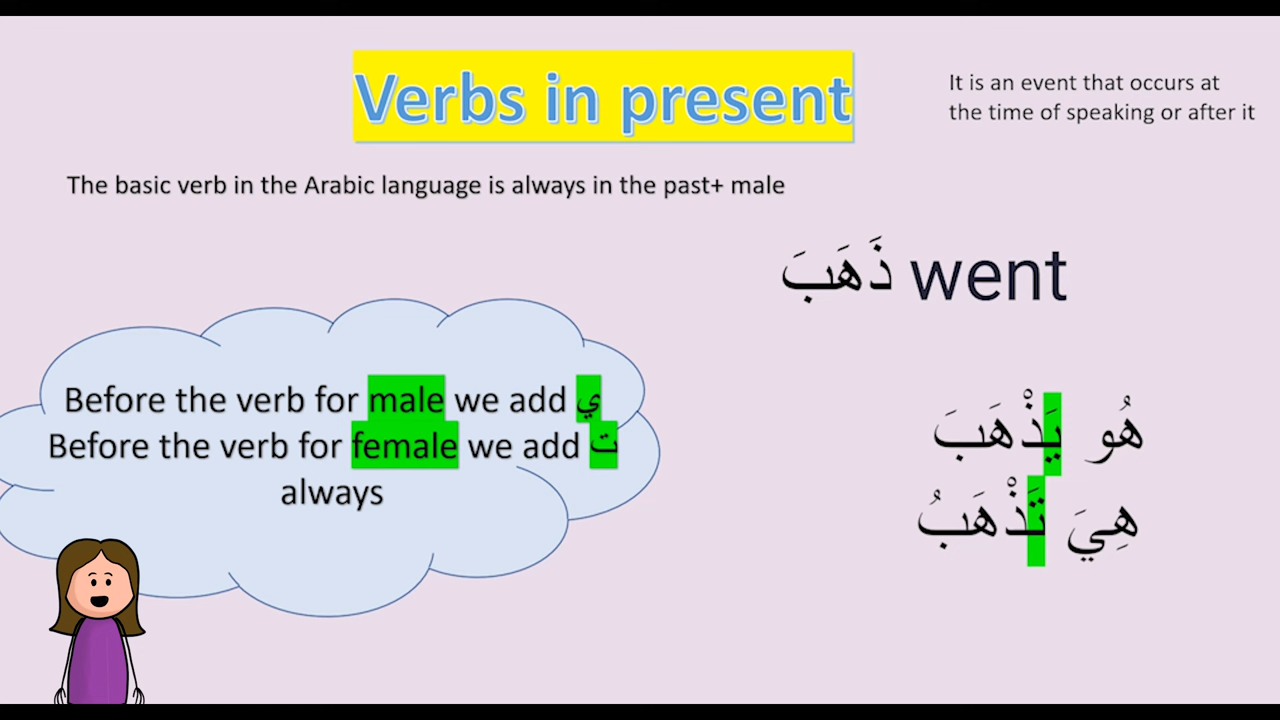 Verbs in present
It is an event that occurs at
the time of speaking or after it
The basic verb in the Arabic language is always in the past+ male
ذَهَبَ went
Before the verb for male we add ي
Before the verb for female we add ت
always
هُو يَذْهَبَ
هِيَ تَذْهَبُ